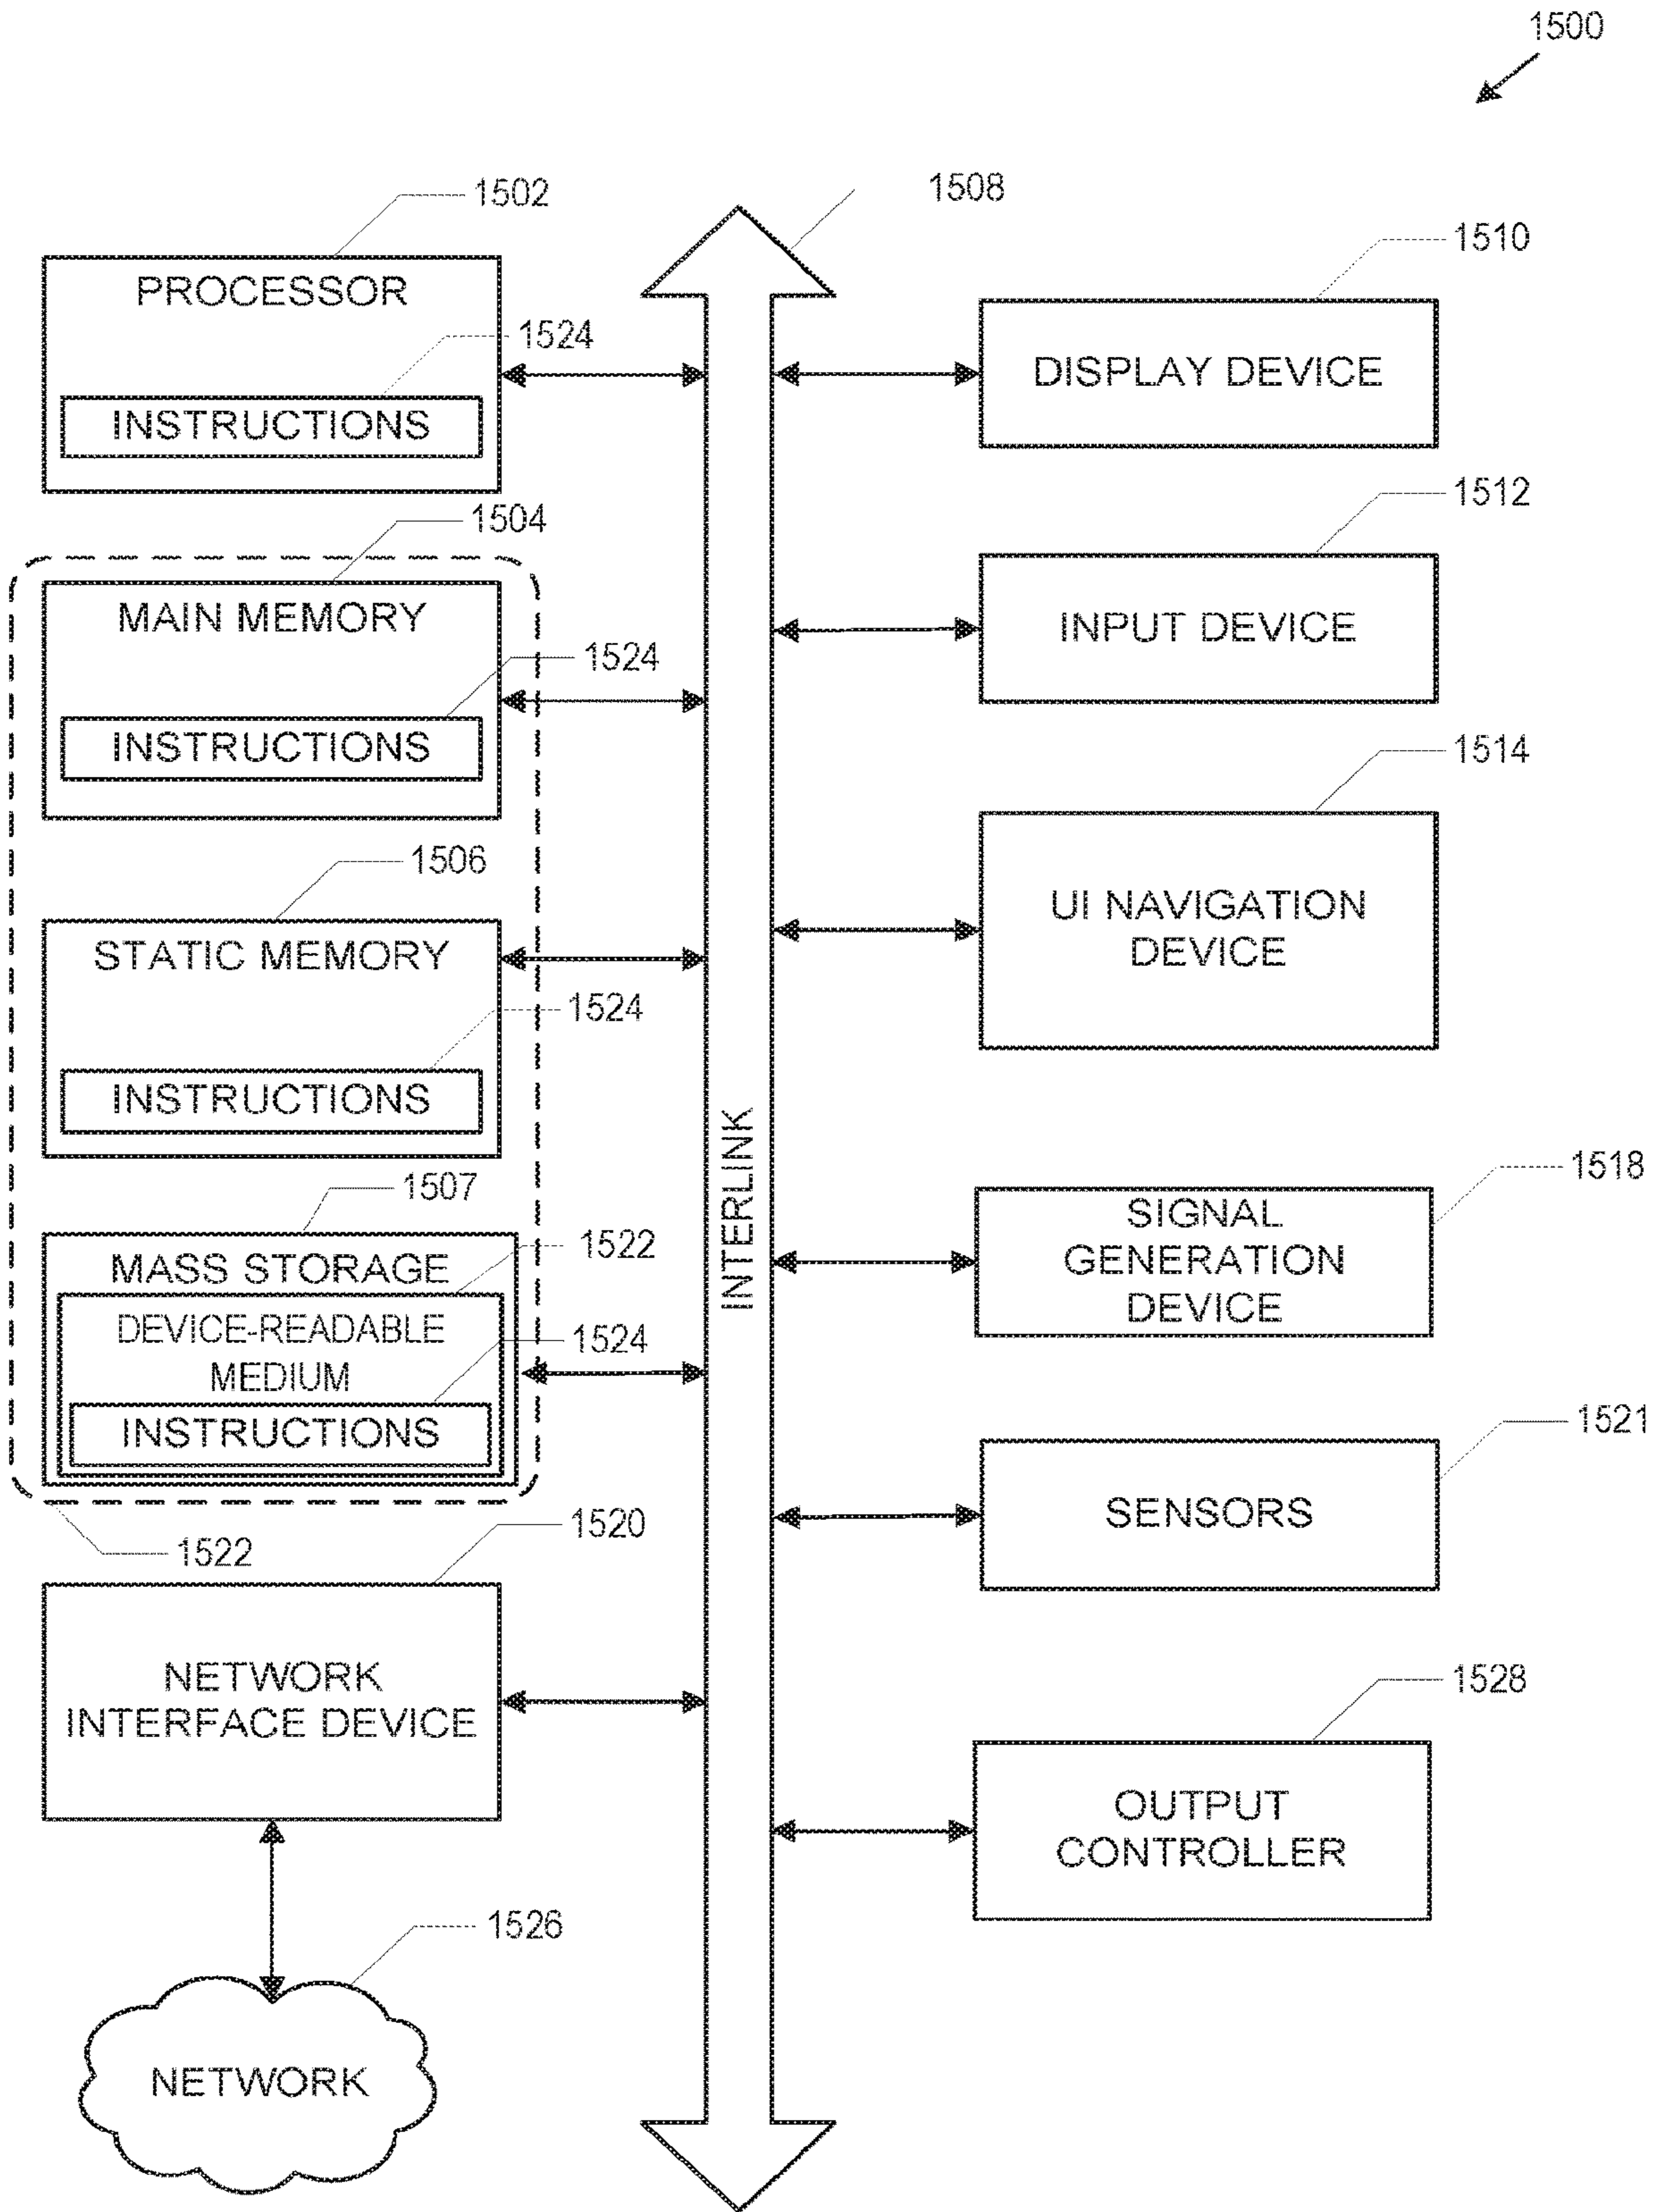 1500
1502
PROCESSOR
1524
INSTRUCTIONS
1504
MAIN MEMORY
1524
INSTRUCTIONS
1506
STATIC MEMORY
1524
INSTRUCTIONS
1507
MASS STORAGE
1522
DEVICE-READABLE
MEDIUM
1524
INSTRUCTIONS
1522
1520
NETWORK
INTERFACE DEVICE
1526
NETWORK
1508
INTERLINK
1510
DISPLAY DEVICE
1512
INPUT DEVICE
1514
UI NAVIGATION
DEVICE
1518
SIGNAL
GENERATION
DEVICE
1521
SENSORS
1528
OUTPUT
CONTROLLER